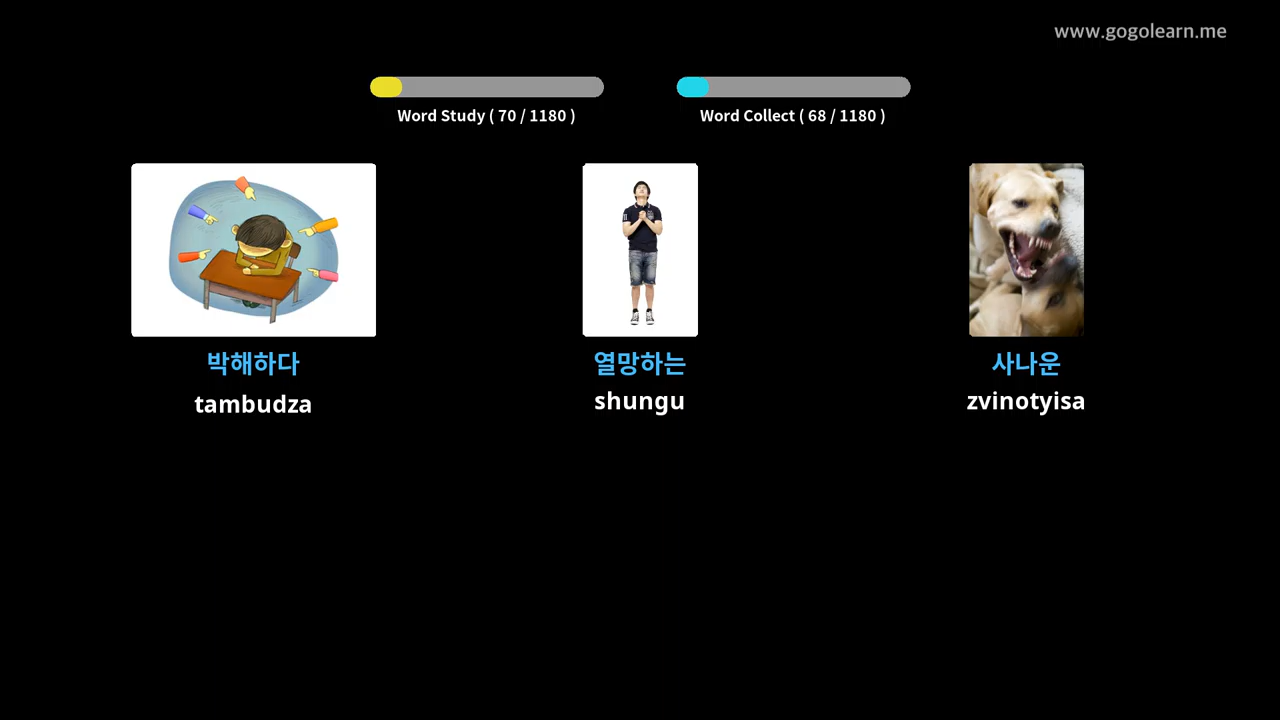 www.gogolearn.me
Word Study ( 70 / 1180 )
Word Collect ( 68 / 1180 )
박해하다
열망하는
사나운
tambudza
shungu
zvinotyisa